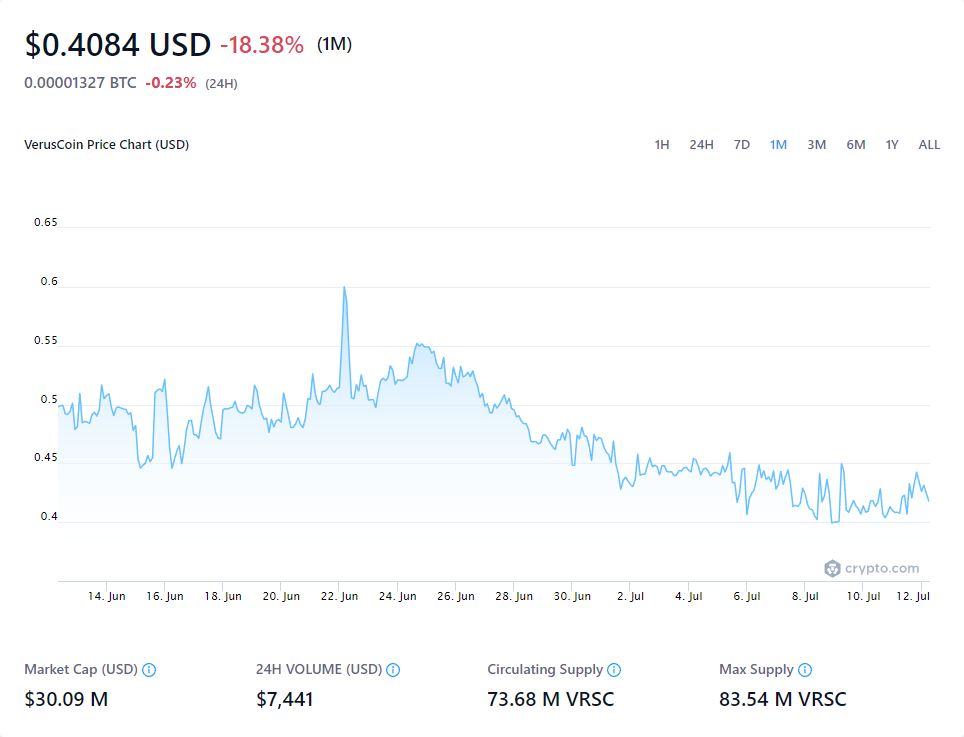 $0.4084 USD -18.38% (1M)
0.00001327 BTC -0.23% (24H)
VerusCoin Price Chart (USD) 1H 24H 7D 1M 3M 6M 1Y ALL
0.65
0.6
0.55
0.5
0.45
0.4
crypto.com
14. Jun 16. Jun 18. Jun 20. Jun 22. Jun 24. Jun 26. Jun 28. Jun 30. Jun 2. Jul 4. Jul 6. Jul 8. Jul 10. Jul 12. Jul
Market Cap (USD) 24H VOLUME (USD) Circulating Supply Max Supply
$30.09 M $7,441 73.68 M VRSC 83.54 M VRSC